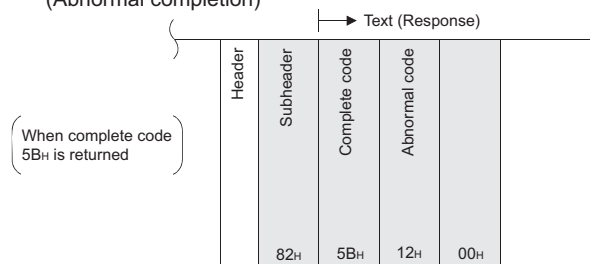 (Abnormal completion)
Text (Response)
Header
Subheader
Complete code
Abnormal code
When complete code
5BH is returned
82H 5BH 12H 00H